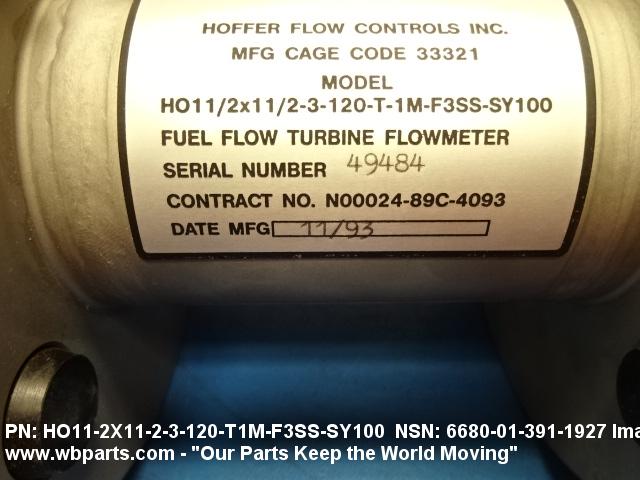 HOFFER FLOW CONTROLS INC.
MFG CAGE CODE 33321
MODEL
HO11/2x11/2-3-120-T-1M-F3SS-SY100
FUEL FLOW TURBINE FLOWMETER
SERIAL NUMBER 49484
CONTRACT NO. N00024-89C-4093
DATE MFG 11/93
PN: HO11-2X11-2-3-120-T1M-F3SS-SY100 NSN: 6680-01-391-1927 Ima
www.wbparts.com - "Our Parts Keep the World Moving"